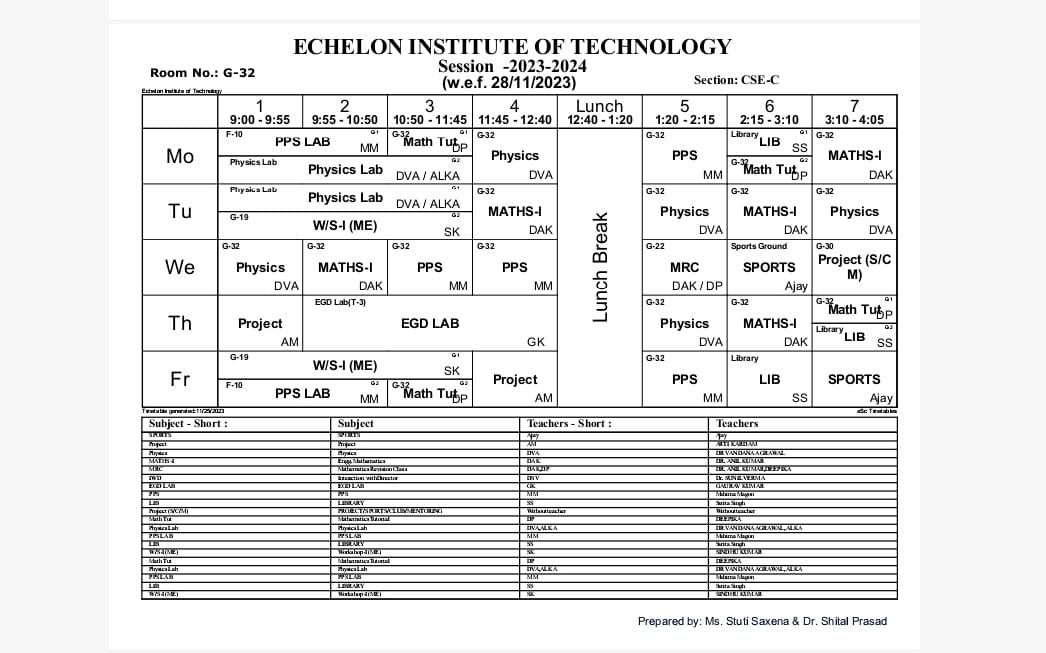 ECHELON INSTITUTE OF TECHNOLOGY
Session -2023-2024
Room No.: G-32
(w.e.f. 28/11/2023)
Section: CSE-C
Echelon Institute of Technology
1 2 3 4 Lunch 5 6 7
9:00 - 9:55 9:55 - 10:50 10:50 - 11:45 11:45 - 12:40 12:40 - 1:20 1:20 - 2:15 2:15 - 3:10 3:10 - 4:05
Lunch Break
Mo
F-10 PPS LAB G1 MM
Physics Lab Physics Lab G2 DVA / ALKA
G-32 Math Tut G1 DP
G-32 Physics DVA
G-32 PPS MM
Library LIB G1 SS
G-32 Math Tut G2 DP
G-32 MATHS-I DAK
Tu
Physics Lab Physics Lab G1 DVA / ALKA
G-19 W/S-I (ME) G2 SK
G-32 MATHS-I DAK
G-32 Physics DVA
G-32 MATHS-I DAK
G-32 Physics DVA
We
G-32 Physics DVA
G-32 MATHS-I DAK
G-32 PPS MM
G-32 PPS MM
G-22 MRC DAK / DP
Sports Ground SPORTS Ajay
G-30 Project (S/C M)
Th
Project AM
EGD Lab(T-3) EGD LAB GK
G-32 Physics DVA
G-32 MATHS-I DAK
G-32 Math Tut G1 DP
Library LIB G2 SS
Fr
G-19 W/S-I (ME) G1 SK
F-10 PPS LAB G2 MM
G-32 Math Tut G2 DP
Project AM
G-32 PPS MM
Library LIB SS
SPORTS Ajay
Timetable generated:11/25/2023 aSc Timetables
Subject - Short : Subject Teachers - Short : Teachers
SPORTS SPORTS Ajay Ajay
Project Project AM ARTI KARDAM
Physics Physics DVA DR VANDANA AGRAWAL
MATHS-I Engg. Mathematics DAK DR. ANIL KUMAR
MRC Mathematics Revision Class DAK,DP DR. ANIL KUMAR,DEEPIKA
IWD Interaction with Director DSV Dr. SUNIL VERMA
EGD LAB EGD LAB GK GAURAV KUMAR
PPS PPS MM Mahima Magon
LIB LIBRARY SS Sarita Singh
Project (S/C/M) PROJECT/SPORTS/CLUB/MENTORING Without teacher Without teacher
Math Tut Mathematics Tutorial DP DEEPIKA
Physics Lab Physics Lab DVA,ALKA DR VANDANA AGRAWAL, ALKA
PPS LAB PPS LAB MM Mahima Magon
LIB LIBRARY SS Sarita Singh
W/S-I (ME) Workshop-I (ME) SK SINDHU KUMAR
Math Tut Mathematics Tutorial DP DEEPIKA
Physics Lab Physics Lab DVA,ALKA DR VANDANA AGRAWAL, ALKA
PPS LAB PPS LAB MM Mahima Magon
LIB LIBRARY SS Sarita Singh
W/S-I (ME) Workshop-I (ME) SK SINDHU KUMAR
Prepared by: Ms. Stuti Saxena & Dr. Shital Prasad